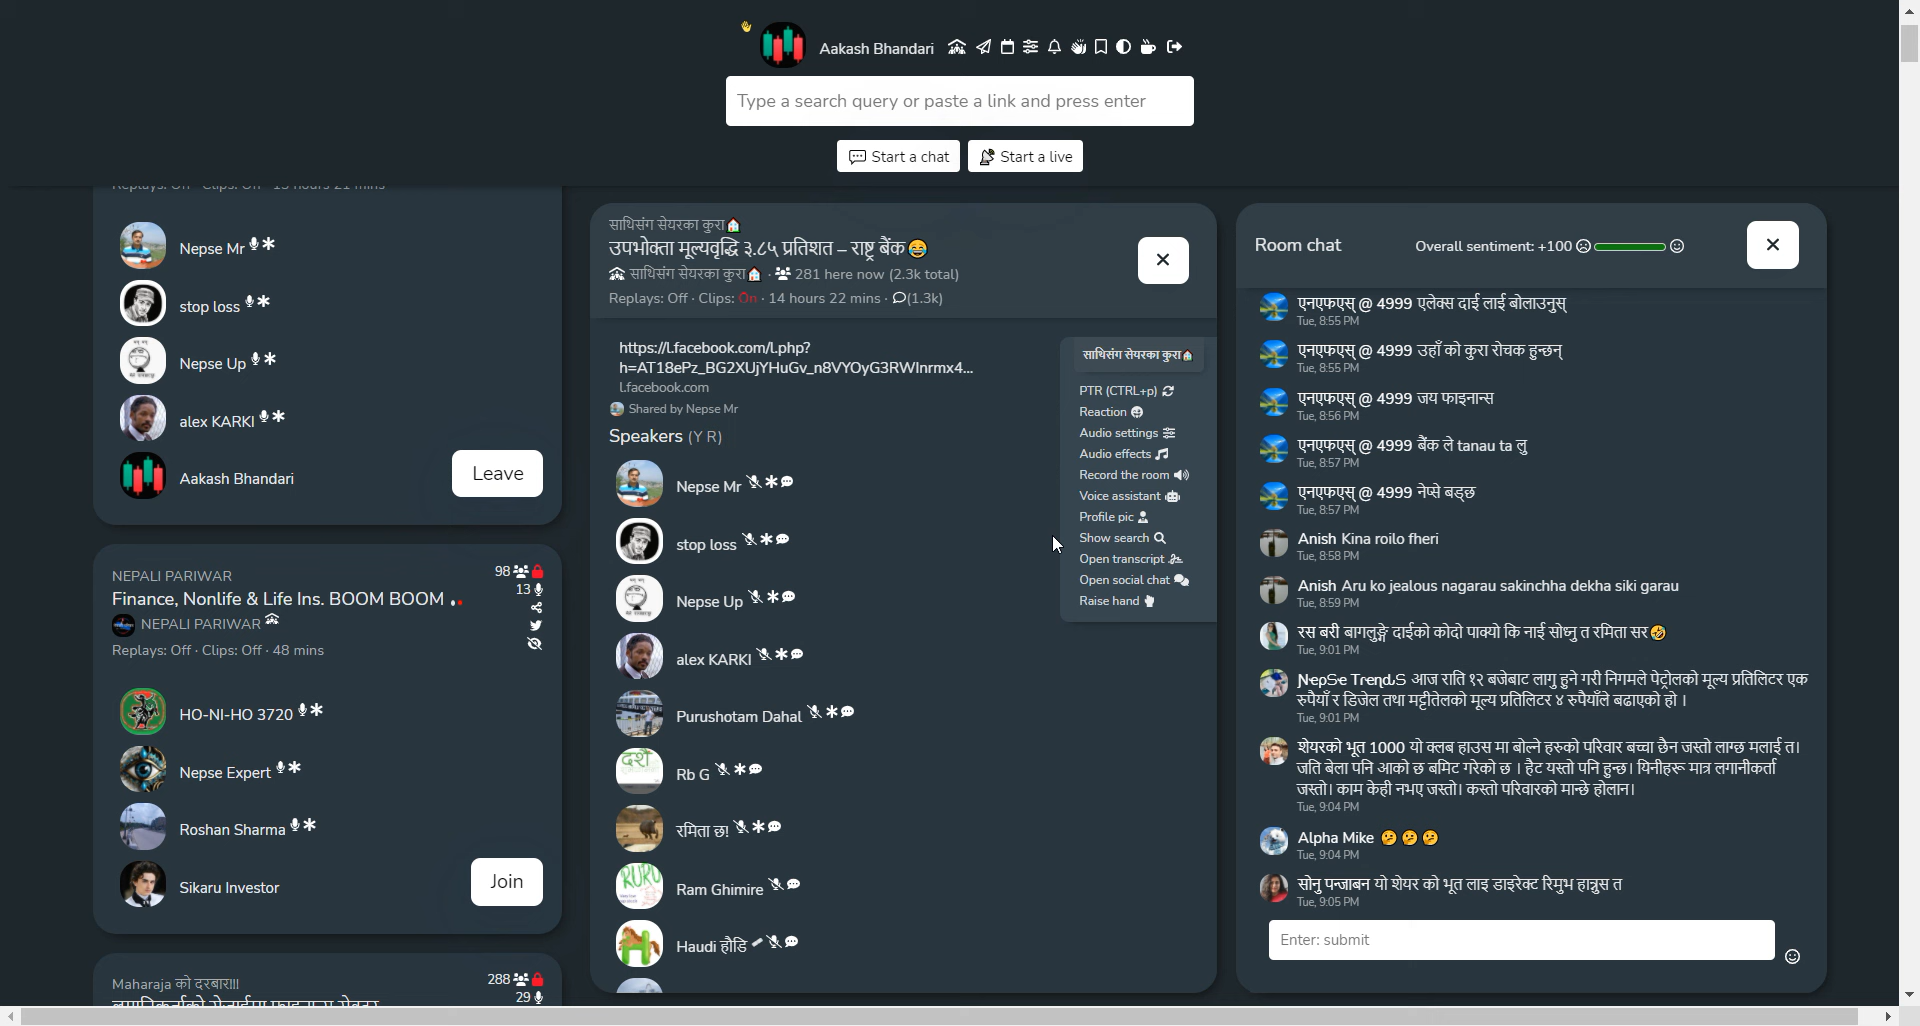 Aakash Bhandari
Type a search query or paste a link and press enter
Start a chat
Start a live
Replays: Off · Clips: Off · 13 hours 21 mins
Nepse Mr
stop loss
Nepse Up
alex KARKI
Aakash Bhandari
Leave
NEPALI PARIWAR
98
Finance, Nonlife & Life Ins. BOOM BOOM
13
NEPALI PARIWAR
Replays: Off · Clips: Off · 48 mins
HO-NI-HO 3720
Nepse Expert
Roshan Sharma
Sikaru Investor
Join
Maharaja को दरबार!!!
288
29
साथिसंग सेयरका कुरा🏠
उपभोक्ता मूल्यवृद्धि ३.८५ प्रतिशत – राष्ट्र बैंक😂
साथिसंग सेयरका कुरा🏠 · 281 here now (2.3k total)
Replays: Off · Clips: On · 14 hours 22 mins · (1.3k)
https://l.facebook.com/l.php?
h=AT18ePz_BG2XUjYHuGv_n8VYOyG3RWInrmx4...
l.facebook.com
Shared by Nepse Mr
Speakers (Y R)
Nepse Mr
stop loss
Nepse Up
alex KARKI
Purushotam Dahal
Rb G
रमिता छ!
Ram Ghimire
Haudi हौडि
साथिसंग सेयरका कुरा🏠
PTR (CTRL+p)
Reaction
Audio settings
Audio effects
Record the room
Voice assistant
Profile pic
Show search
Open transcript
Open social chat
Raise hand
Room chat
Overall sentiment: +100
एनएफएस् @ 4999 एलेक्स दाई लाई बोलाउनुस्
Tue, 8:55 PM
एनएफएस् @ 4999 उहाँ को कुरा रोचक हुन्छन्
Tue, 8:55 PM
एनएफएस् @ 4999 जय फाइनान्स
Tue, 8:56 PM
एनएफएस् @ 4999 बैंक ले tanau ta लु
Tue, 8:57 PM
एनएफएस् @ 4999 नेप्से बड्छ
Tue, 8:57 PM
Anish Kina roilo fheri
Tue, 8:58 PM
Anish Aru ko jealous nagarau sakinchha dekha siki garau
Tue, 8:59 PM
रस बरी बागलुङ्गे दाईको कोदो पाक्यो कि नाई सोध्नु त रमिता सर🤣
Tue, 9:01 PM
NepSe TrendS आज राति १२ बजेबाट लागु हुने गरी निगमले पेट्रोलको मूल्य प्रतिलिटर एक
रुपैयाँ र डिजेल तथा मट्टीतेलको मूल्य प्रतिलिटर ४ रुपैयाँले बढाएको हो ।
Tue, 9:01 PM
शेयरको भूत 1000 यो क्लब हाउस मा बोल्ने हरुको परिवार बच्चा छैन जस्तो लाग्छ मलाई त।
जति बेला पनि आको छ बमिट गरेको छ । हैट यस्तो पनि हुन्छ। यिनीहरू मात्र लगानीकर्ता
जस्तो। काम केही नभए जस्तो। कस्तो परिवारको मान्छे होलान।
Tue, 9:04 PM
Alpha Mike 🤔🤔🤔
Tue, 9:04 PM
सोनु पन्जाबन यो शेयर को भूत लाइ डाइरेक्ट रिमुभ हान्नुस त
Tue, 9:05 PM
Enter: submit